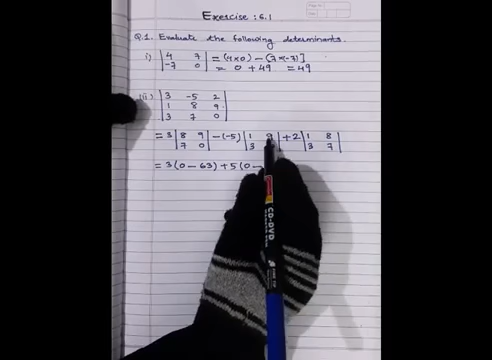 Exercise : 6.1
Q.1. Evaluate the following determinants.
i) | 4 7 | = (4×0) − (7×(-7)]
| -7 0 | = 0 + 49 = 49
(ii) | 3 -5 2 |
| 1 8 9 |
| 3 7 0 |
= 3 | 8 9 | − (-5) | 1 9 | + 2 | 1 8 |
| 7 0 | | 3 | | 3 7 |
= 3(0 − 63) + 5(0 −
CD-DVD